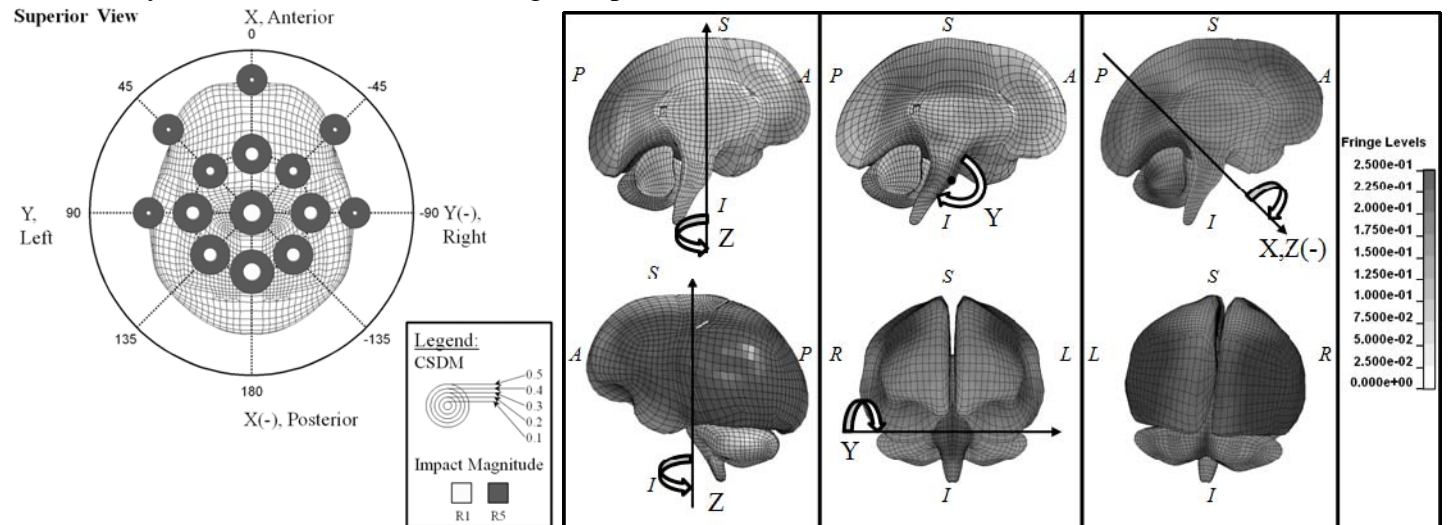 Superior View
X, Anterior
0
45
-45
Y,
Left
90
-90
Y(-),
Right
135
-135
180
X(-), Posterior
Legend:
CSDM
0.5
0.4
0.3
0.2
0.1
Impact Magnitude
R1
R5
S
P
A
I
Z
S
P
A
I
Y
S
P
A
I
X,Z(-)
S
A
P
I
Z
S
R
L
Y
I
S
L
R
I
Fringe Levels
2.500e-01
2.250e-01
2.000e-01
1.750e-01
1.500e-01
1.250e-01
1.000e-01
7.500e-02
5.000e-02
2.500e-02
0.000e+00